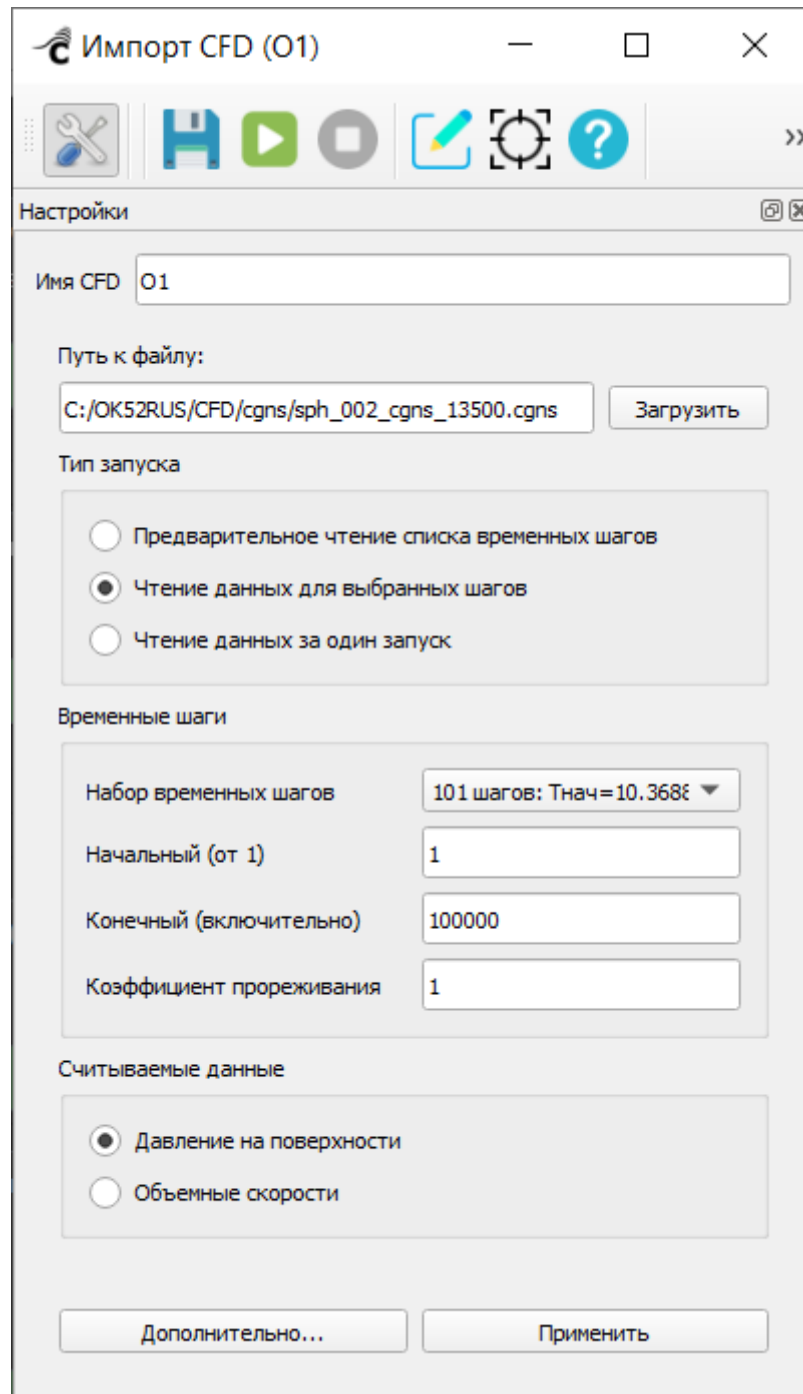 Импорт CFD (O1)
»
Настройки
Имя CFD O1
Путь к файлу:
C:/OK52RUS/CFD/cgns/sph_002_cgns_13500.cgns Загрузить
Тип запуска
Предварительное чтение списка временных шагов
Чтение данных для выбранных шагов
Чтение данных за один запуск
Временные шаги
Набор временных шагов 101 шагов: Тнач=10.3688
Начальный (от 1) 1
Конечный (включительно) 100000
Коэффициент прореживания 1
Считываемые данные
Давление на поверхности
Объемные скорости
Дополнительно... Применить